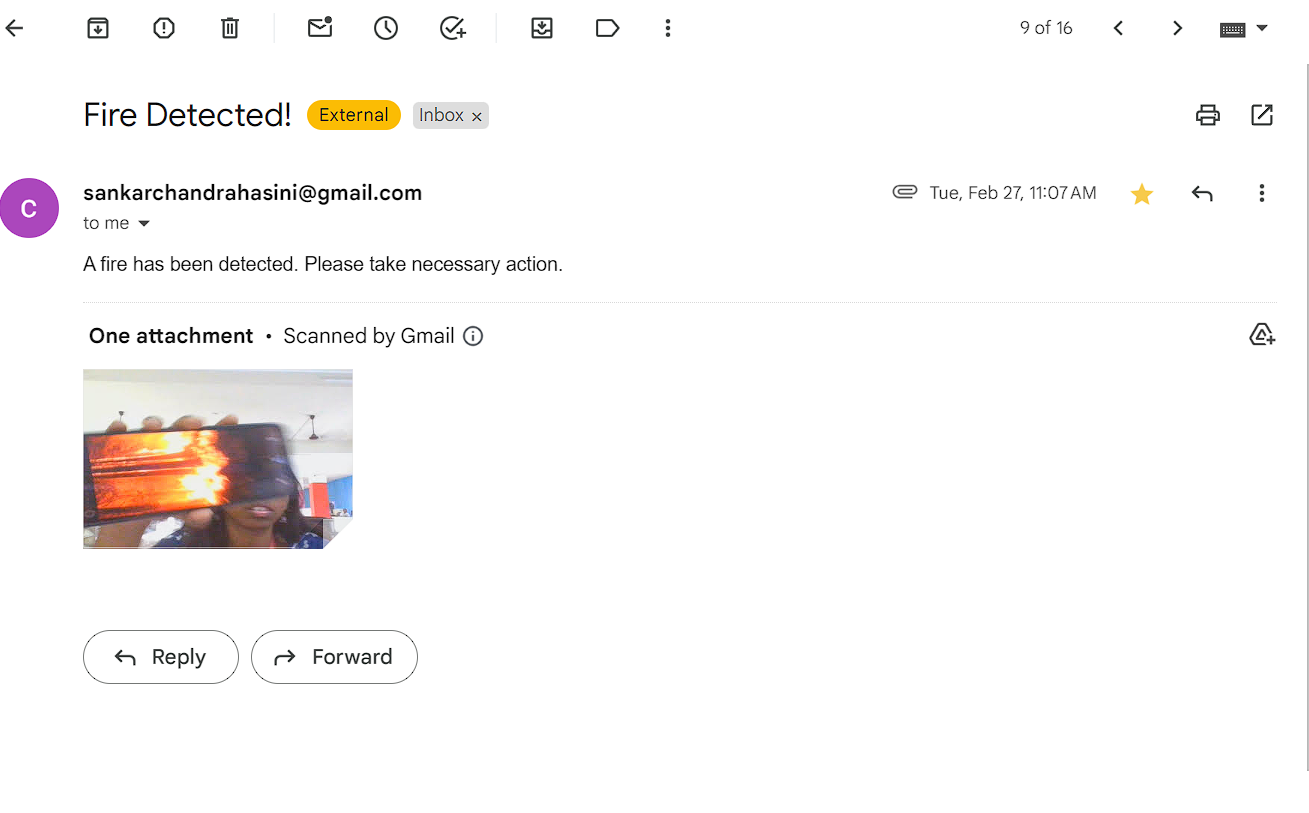 9 of 16
Fire Detected! External Inbox ×
C
sankarchandrahasini@gmail.com Tue, Feb 27, 11:07 AM
to me
A fire has been detected. Please take necessary action.
One attachment • Scanned by Gmail
Reply Forward